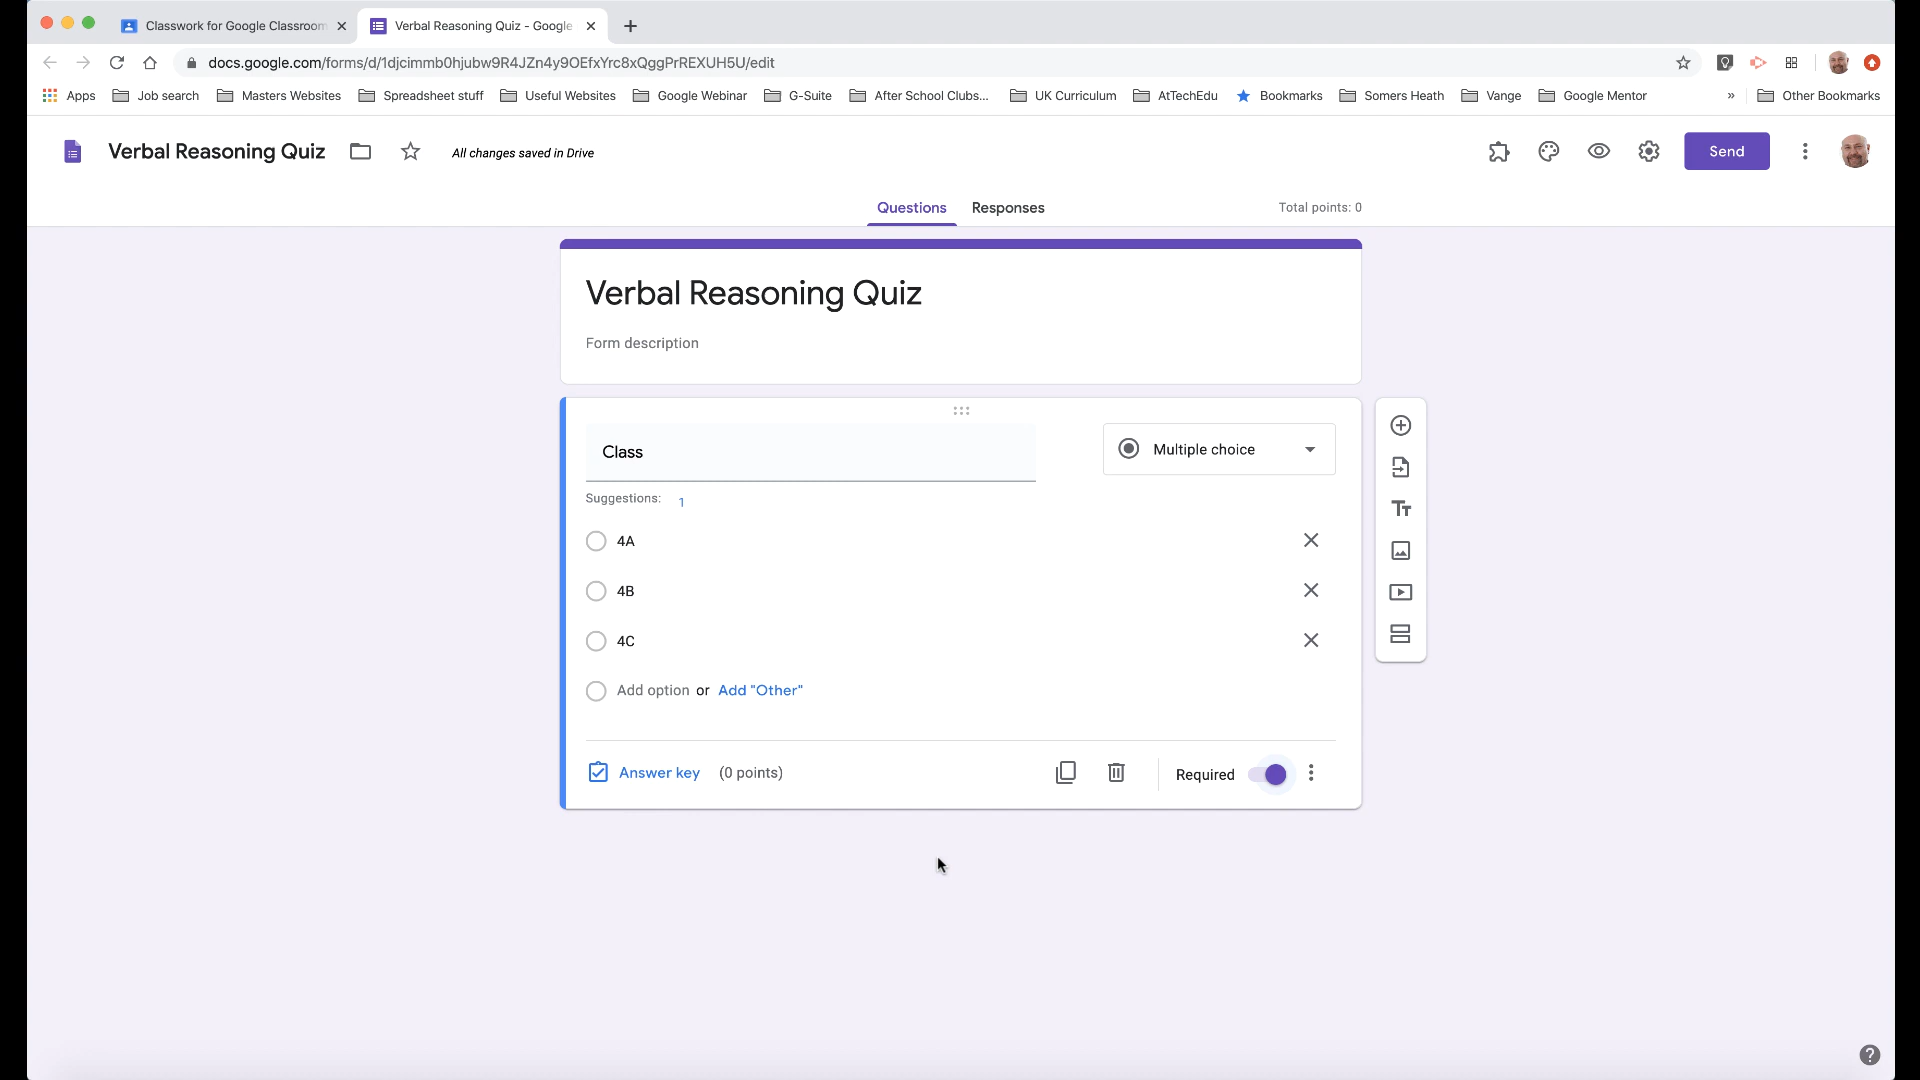 Classwork for Google Classroom
Verbal Reasoning Quiz - Google
docs.google.com/forms/d/1djcimmb0hjubw9R4JZn4y9OEfxYrc8xQggPrREXUH5U/edit
Apps Job search Masters Websites Spreadsheet stuff Useful Websites Google Webinar G-Suite After School Clubs... UK Curriculum AtTechEdu Bookmarks Somers Heath Vange Google Mentor » Other Bookmarks
Verbal Reasoning Quiz All changes saved in Drive Send
Questions Responses Total points: 0
Verbal Reasoning Quiz
Form description
Class Multiple choice
Suggestions: 1
4A
4B
4C
Add option or Add "Other"
Answer key (0 points) Required